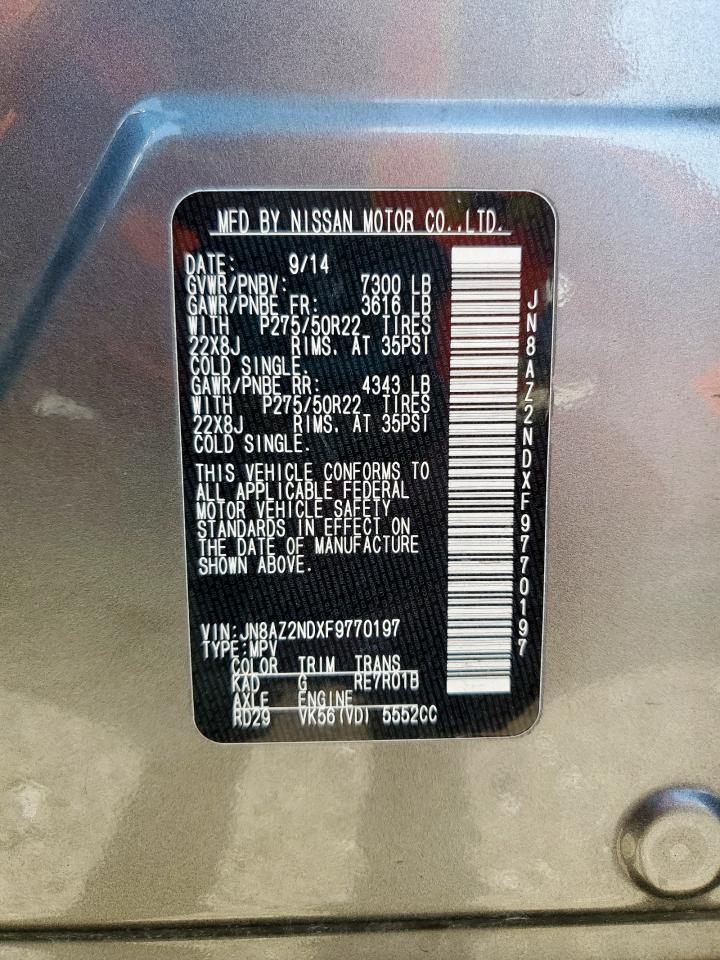 MFD BY NISSAN MOTOR CO.,LTD.
DATE: 9/14
GVWR/PNBV: 7300 LB
GAWR/PNBE FR: 3616 LB
WITH P275/50R22 TIRES
22X8J RIMS. AT 35PSI
COLD SINGLE.
GAWR/PNBE RR: 4343 LB
WITH P275/50R22 TIRES
22X8J RIMS. AT 35PSI
COLD SINGLE.
THIS VEHICLE CONFORMS TO
ALL APPLICABLE FEDERAL
MOTOR VEHICLE SAFETY
STANDARDS IN EFFECT ON
THE DATE OF MANUFACTURE
SHOWN ABOVE.
VIN:JN8AZ2NDXF9770197
TYPE:MPV
COLOR TRIM TRANS
KAD G RE7R01B
AXLE ENGINE
RD29 VK56(VD) 5552CC
JN8AZ2NDXF9770197